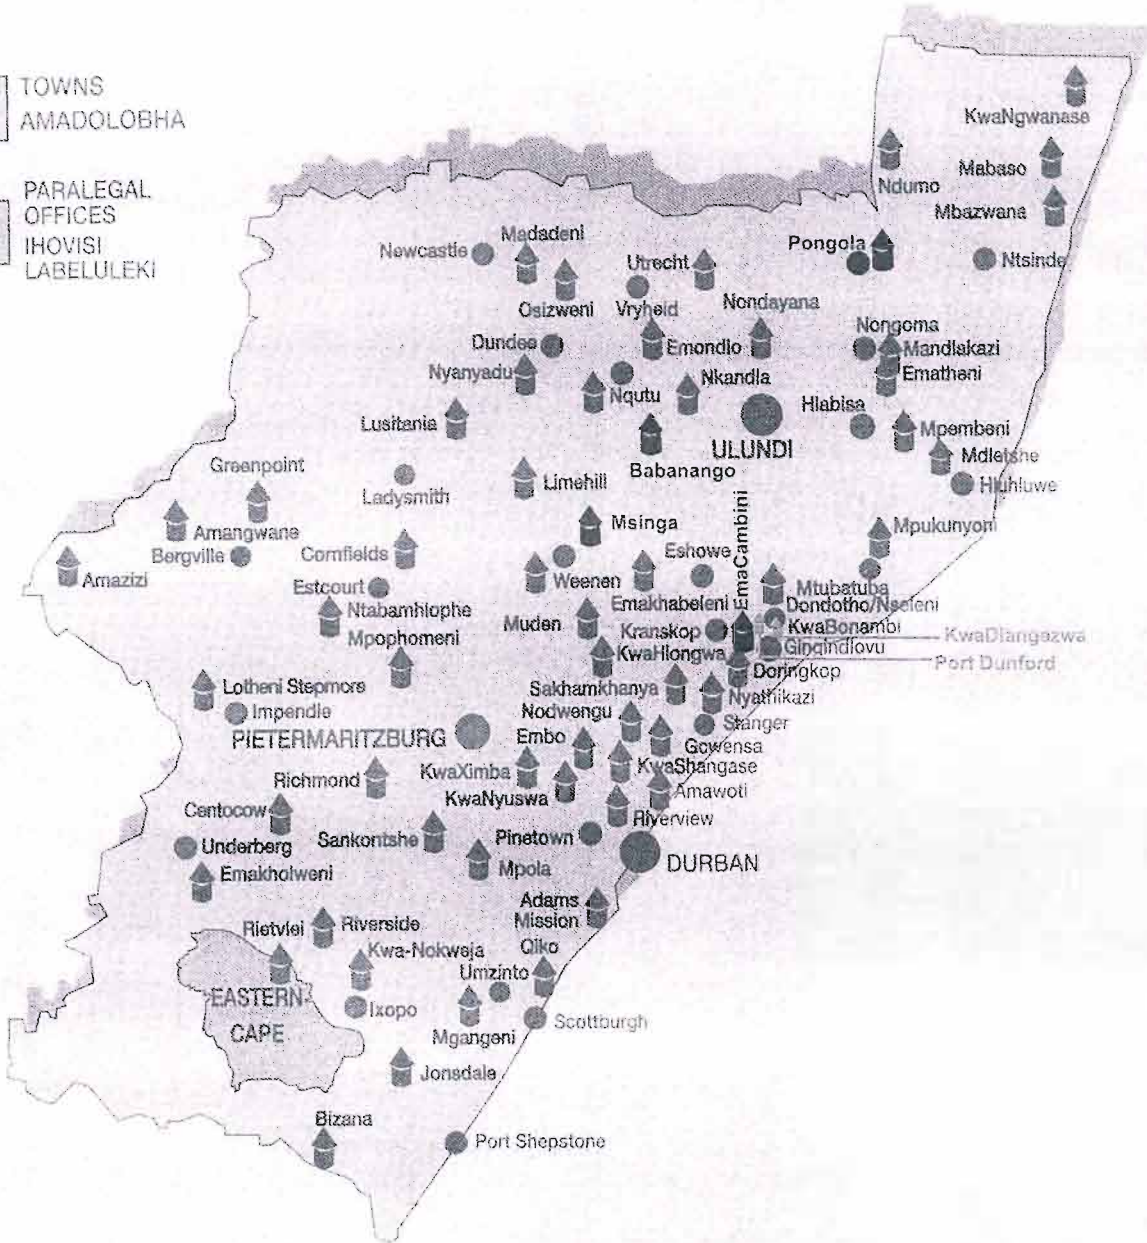 TOWNS
AMADOLOBHA
PARALEGAL
OFFICES
IHOVISI
LABELULEKI
KwaNgwanase
Mabaso
Ndumo
Mbazwana
Pongola
Ntsinde
Newcastle
Madadeni
Osizweni
Utrecht
Vryheid
Nondayana
Nongoma
Mandlakazi
Ematheni
Dundee
Emondlo
Nyanyadu
Nqutu
Nkandla
Hlabisa
Lusitania
ULUNDI
Mpembeni
Mdletshe
Hluhluwe
Babanango
Greenpoint
Ladysmith
Limehill
Amangwane
Bergville
Amazizi
Cornfields
Msinga
EmaCambini
Mpukunyoni
Estcourt
Weenen
Eshowe
Mtubatuba
Ntabamhlophe
Emakhabeleni
Dondotho/Nseleni
Mpophomeni
Muden
Kranskop
KwaBonambi
KwaDlangezwa
KwaHlongwa
Gingindlovu
Port Dunford
Doringkop
Lotheni Stepmore
Sakhamkhanya
Nyathikazi
Impendle
Nodwengu
Stanger
PIETERMARITZBURG
Embo
Gcwensa
Richmond
KwaXimba
KwaShangase
KwaNyuswa
Amawoti
Centocow
Riverview
Underberg
Sankontshe
Pinetown
Emakholweni
Mpola
DURBAN
Adams
Mission
Rietvlei
Riverside
Kwa-Nokweja
Qiko
Umzinto
EASTERN
CAPE
Ixopo
Mgangeni
Scottburgh
Jonsdale
Bizana
Port Shepstone